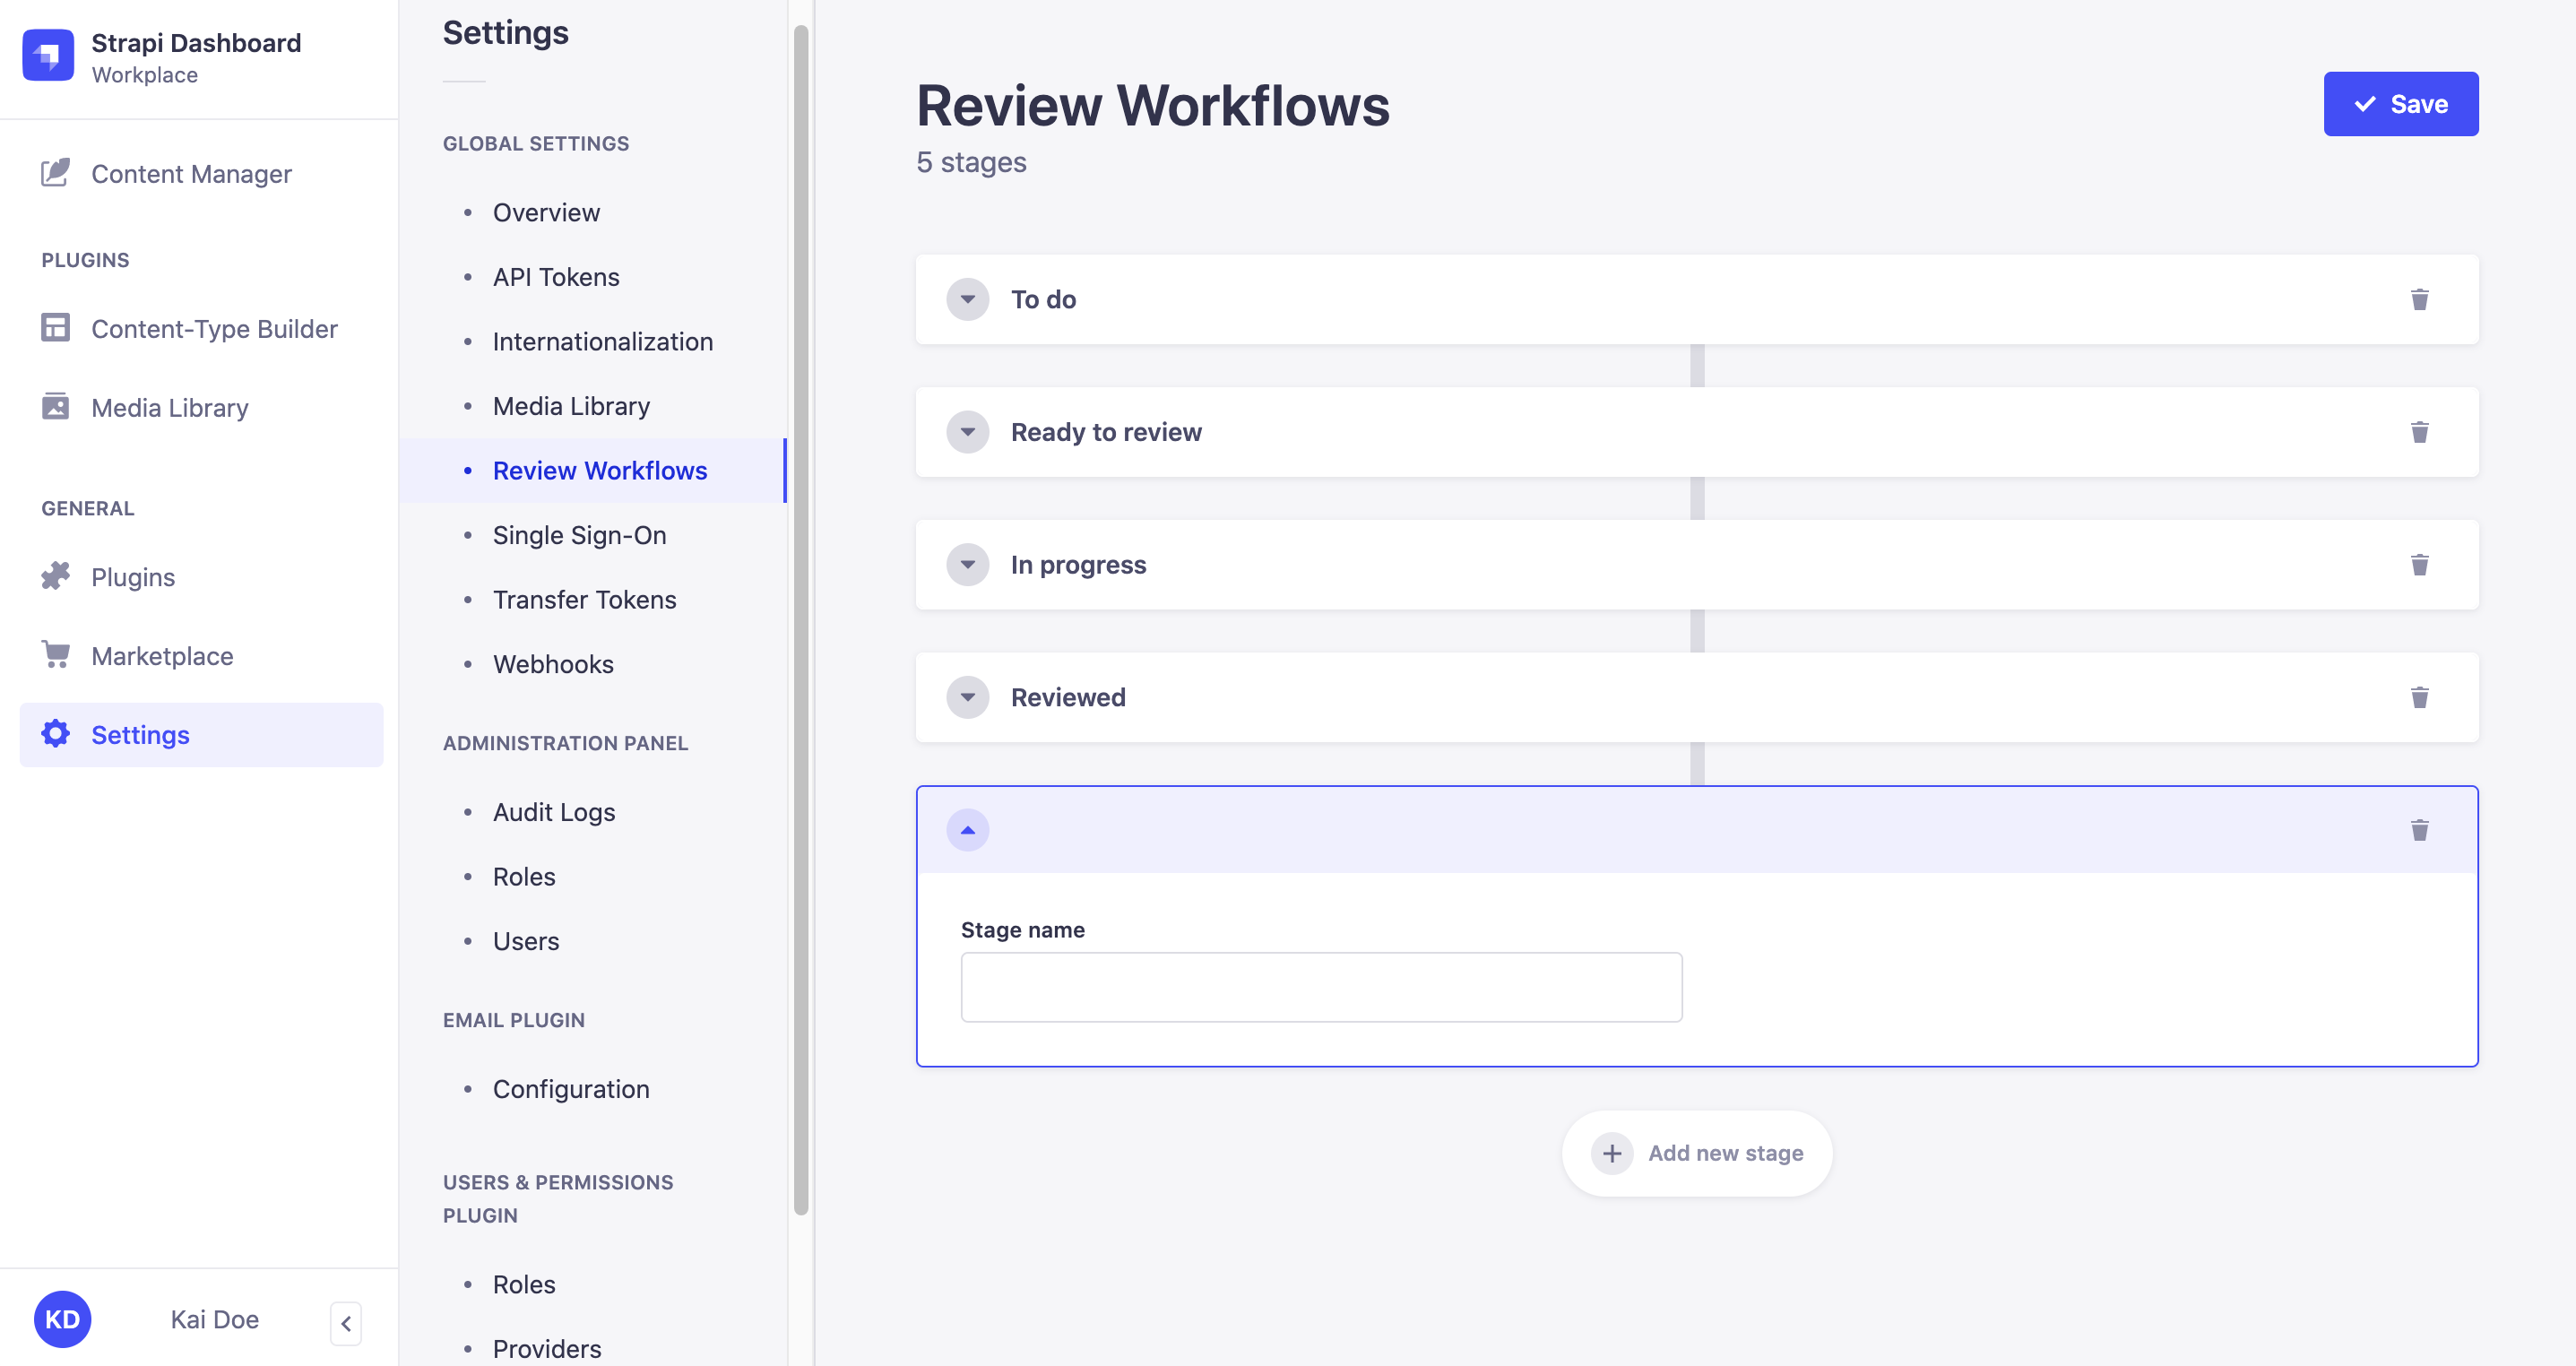 Strapi Dashboard
Workplace
Content Manager
PLUGINS
Content-Type Builder
Media Library
GENERAL
Plugins
Marketplace
Settings
KD
Kai Doe
Settings
GLOBAL SETTINGS
Overview
API Tokens
Internationalization
Media Library
Review Workflows
Single Sign-On
Transfer Tokens
Webhooks
ADMINISTRATION PANEL
Audit Logs
Roles
Users
EMAIL PLUGIN
Configuration
USERS & PERMISSIONS
PLUGIN
Roles
Providers
Review Workflows
5 stages
Save
To do
Ready to review
In progress
Reviewed
Stage name
Add new stage